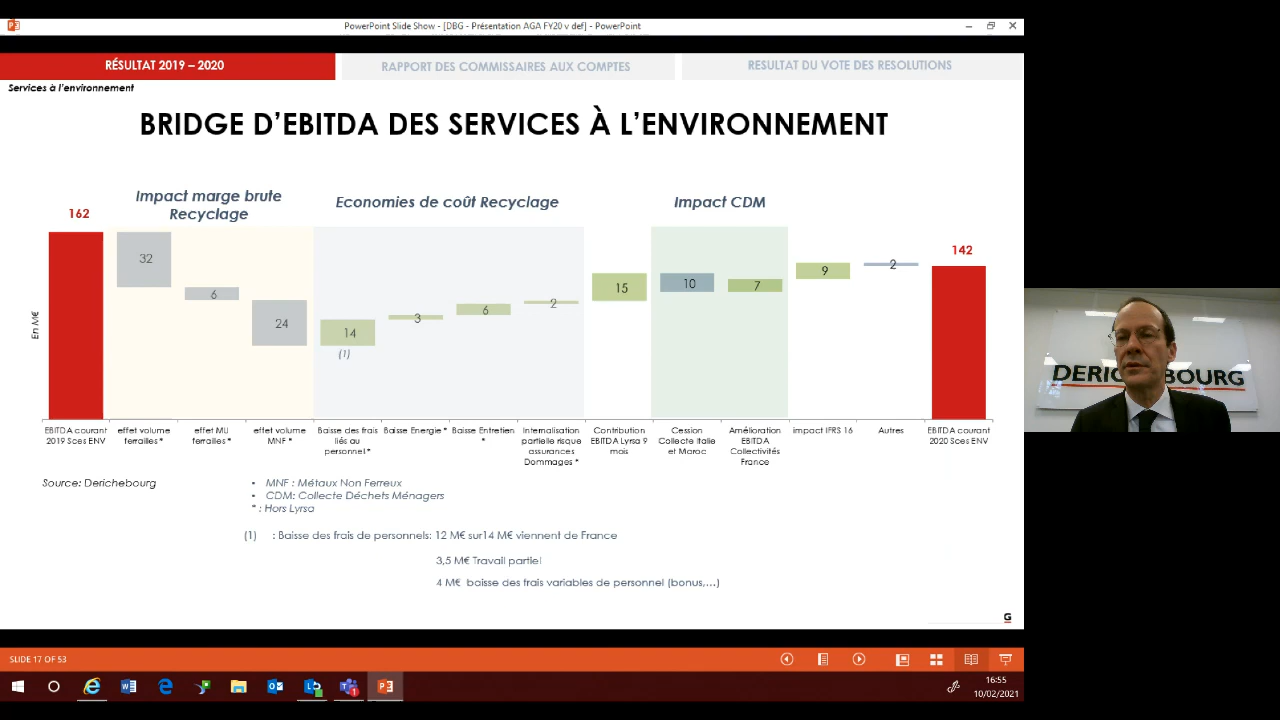 PowerPoint Slide Show - [DBG - Présentation AGA FY20 v def] - PowerPoint
RÉSULTAT 2019 – 2020
RAPPORT DES COMMISSAIRES AUX COMPTES
RESULTAT DU VOTE DES RESOLUTIONS
Services à l'environnement
BRIDGE D'EBITDA DES SERVICES À L'ENVIRONNEMENT
Impact marge brute
Recyclage
Economies de coût Recyclage
Impact CDM
En M€
162
32
6
24
14
(1)
3
6
2
15
10
7
9
2
142
EBITDA courant
2019 Sces ENV
effet volume
ferrailles *
effet MU
ferrailles *
effet volume
MNF *
Baisse des frais
liés au
personnel *
Baisse Energie *
Baisse Entretien
*
Internalisation
partielle risque
assurances
Dommages *
Contribution
EBITDA Lyrsa 9
mois
Cession
Collecte Italie
et Maroc
Amélioration
EBITDA
Collectivités
France
impact IFRS 16
Autres
EBITDA courant
2020 Sces ENV
Source: Derichebourg
• MNF : Métaux Non Ferreux
• CDM: Collecte Déchets Ménagers
* : Hors Lyrsa
(1) : Baisse des frais de personnels: 12 M€ sur14 M€ viennent de France
3,5 M€ Travail partiel
4 M€ baisse des frais variables de personnel (bonus,…)
G
DERIC BOURG
SLIDE 17 OF 53
16:55
10/02/2021